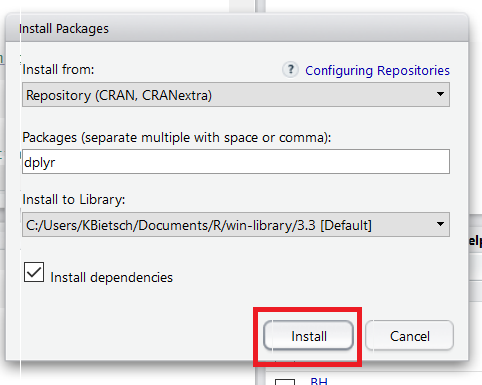 Install Packages
Install from:
? Configuring Repositories
Repository (CRAN, CRANextra)
Packages (separate multiple with space or comma):
dplyr
Install to Library:
C:/Users/KBietsch/Documents/R/win-library/3.3 [Default]
Install dependencies
Install Cancel
BH